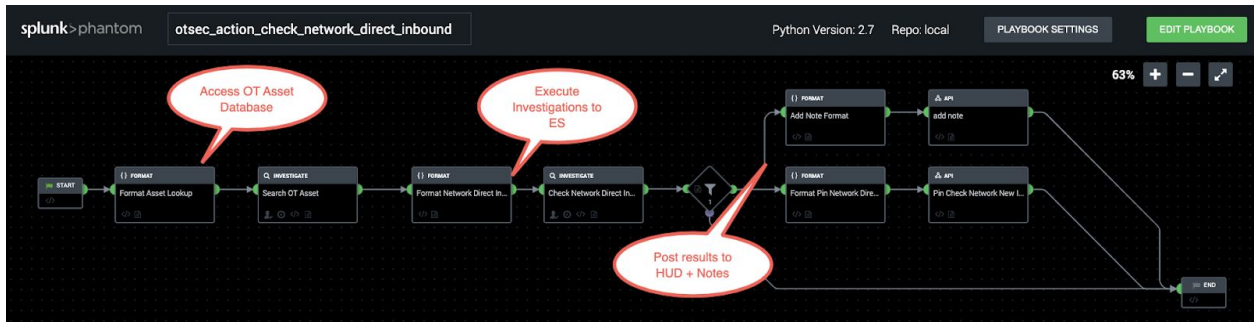 splunk>phantom
otsec_action_check_network_direct_inbound
Python Version: 2.7
Repo: local
PLAYBOOK SETTINGS
EDIT PLAYBOOK
63%
Access OT Asset
Database
Execute
Investigations to
ES
START
{} FORMAT
Format Asset Lookup
INVESTIGATE
Search OT Asset
{} FORMAT
Format Network Direct In...
INVESTIGATE
Check Network Direct In...
1
{} FORMAT
Add Note Format
API
add note
{} FORMAT
Format Pin Network Dire...
API
Pin Check Network New I...
Post results to
HUD + Notes
END